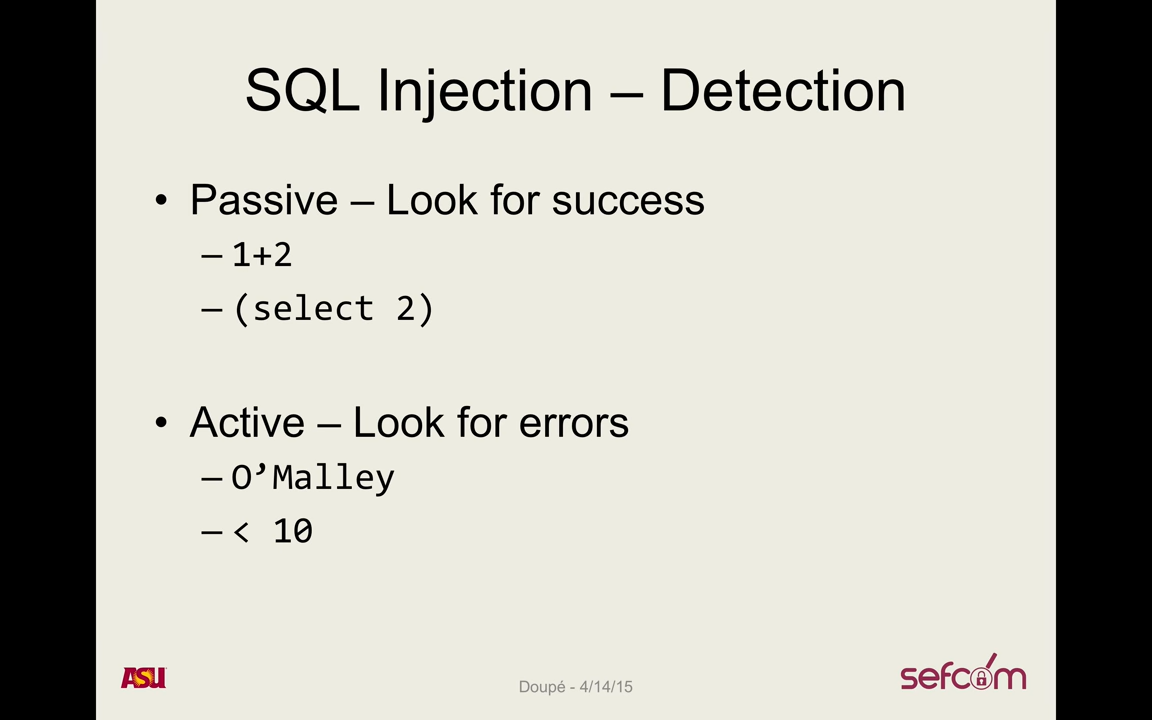 SQL Injection – Detection
• Passive – Look for success
– 1+2
– (select 2)
• Active – Look for errors
– O’Malley
– < 10
ASU
Doupé - 4/14/15
sefcom